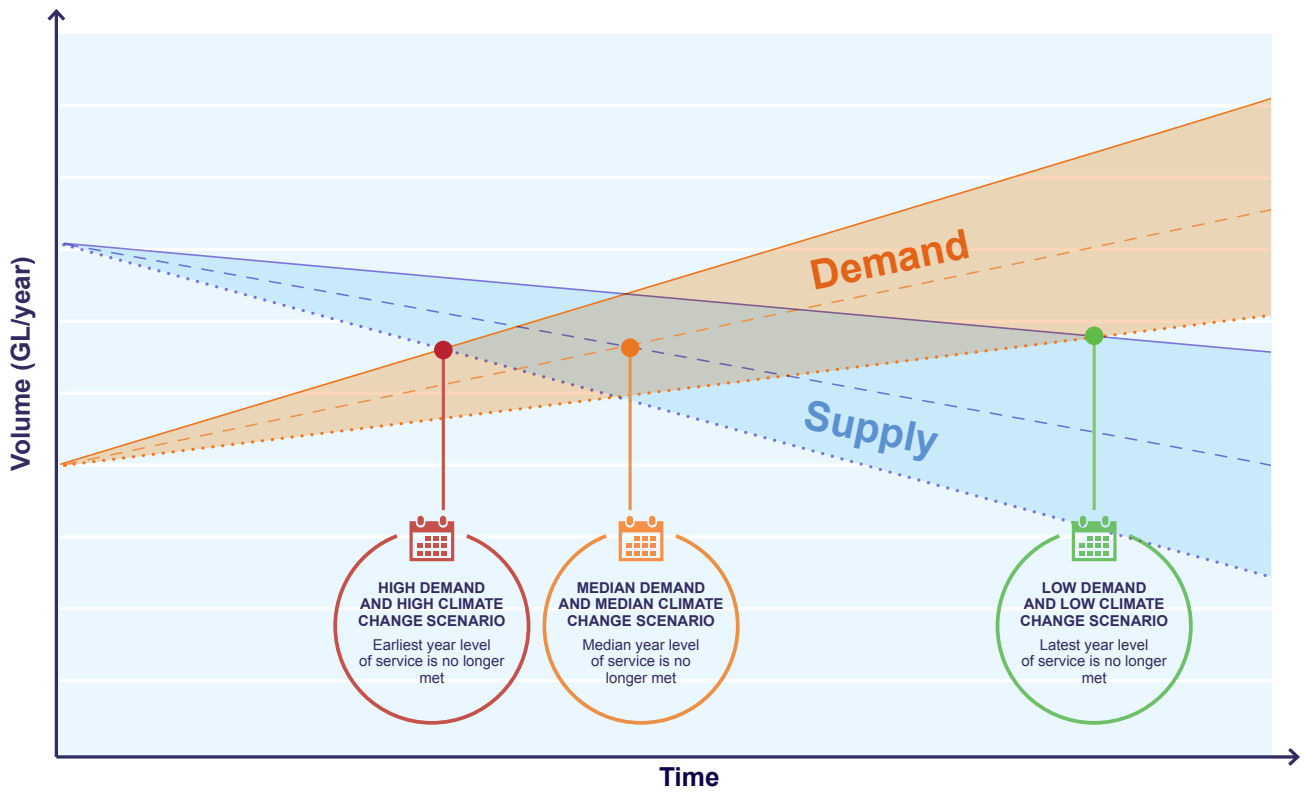 Volume (GL/year)
Demand
Supply
HIGH DEMAND
AND HIGH CLIMATE
CHANGE SCENARIO
Earliest year level
of service is no longer
met
MEDIAN DEMAND
AND MEDIAN CLIMATE
CHANGE SCENARIO
Median year level
of service is no
longer met
LOW DEMAND
AND LOW CLIMATE
CHANGE SCENARIO
Latest year level
of service is no longer
met
Time